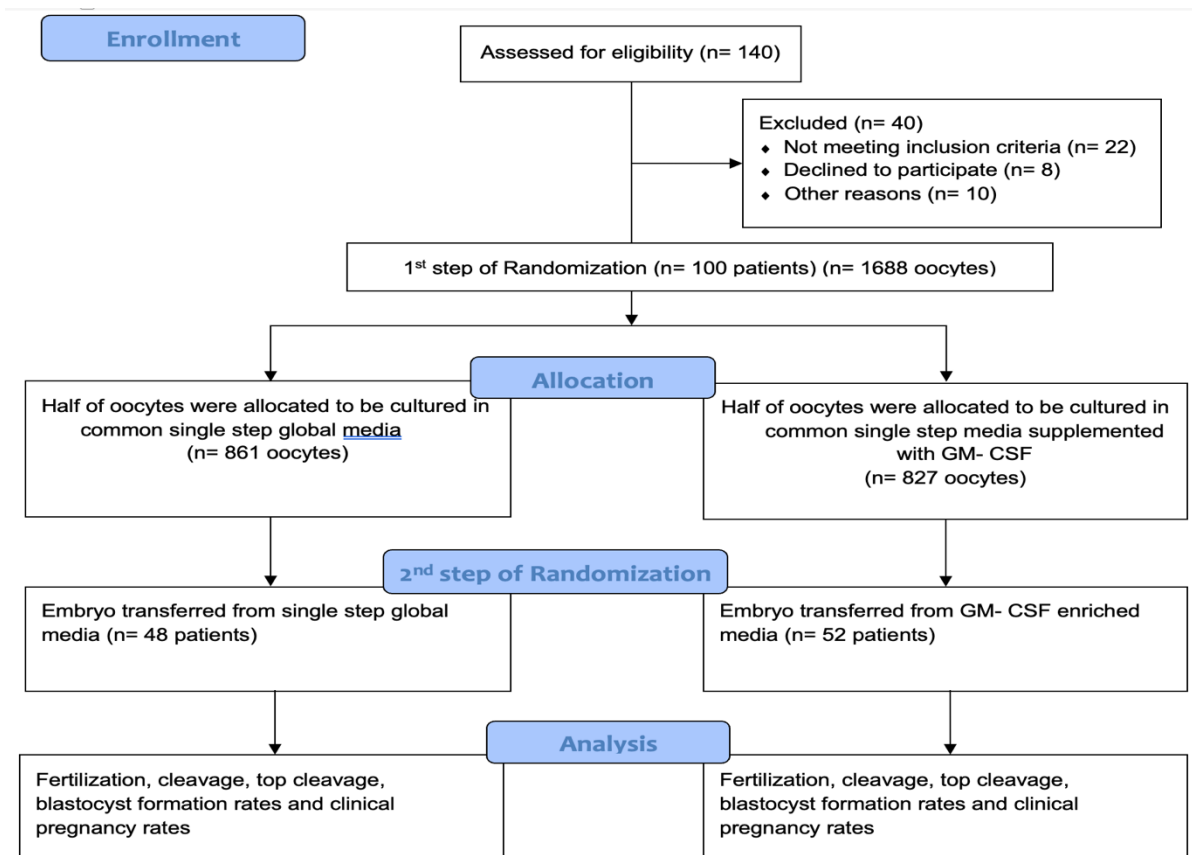 Enrollment
Assessed for eligibility (n= 140)
Excluded (n= 40)
⬥ Not meeting inclusion criteria (n= 22)
⬥ Declined to participate (n= 8)
⬥ Other reasons (n= 10)
1st step of Randomization (n= 100 patients) (n= 1688 oocytes)
Allocation
Half of oocytes were allocated to be cultured in
common single step global media
(n= 861 oocytes)
Half of oocytes were allocated to be cultured in
common single step media supplemented
with GM- CSF
(n= 827 oocytes)
2nd step of Randomization
Embryo transferred from single step global
media (n= 48 patients)
Embryo transferred from GM- CSF enriched
media (n= 52 patients)
Analysis
Fertilization, cleavage, top cleavage,
blastocyst formation rates and clinical
pregnancy rates
Fertilization, cleavage, top cleavage,
blastocyst formation rates and clinical
pregnancy rates